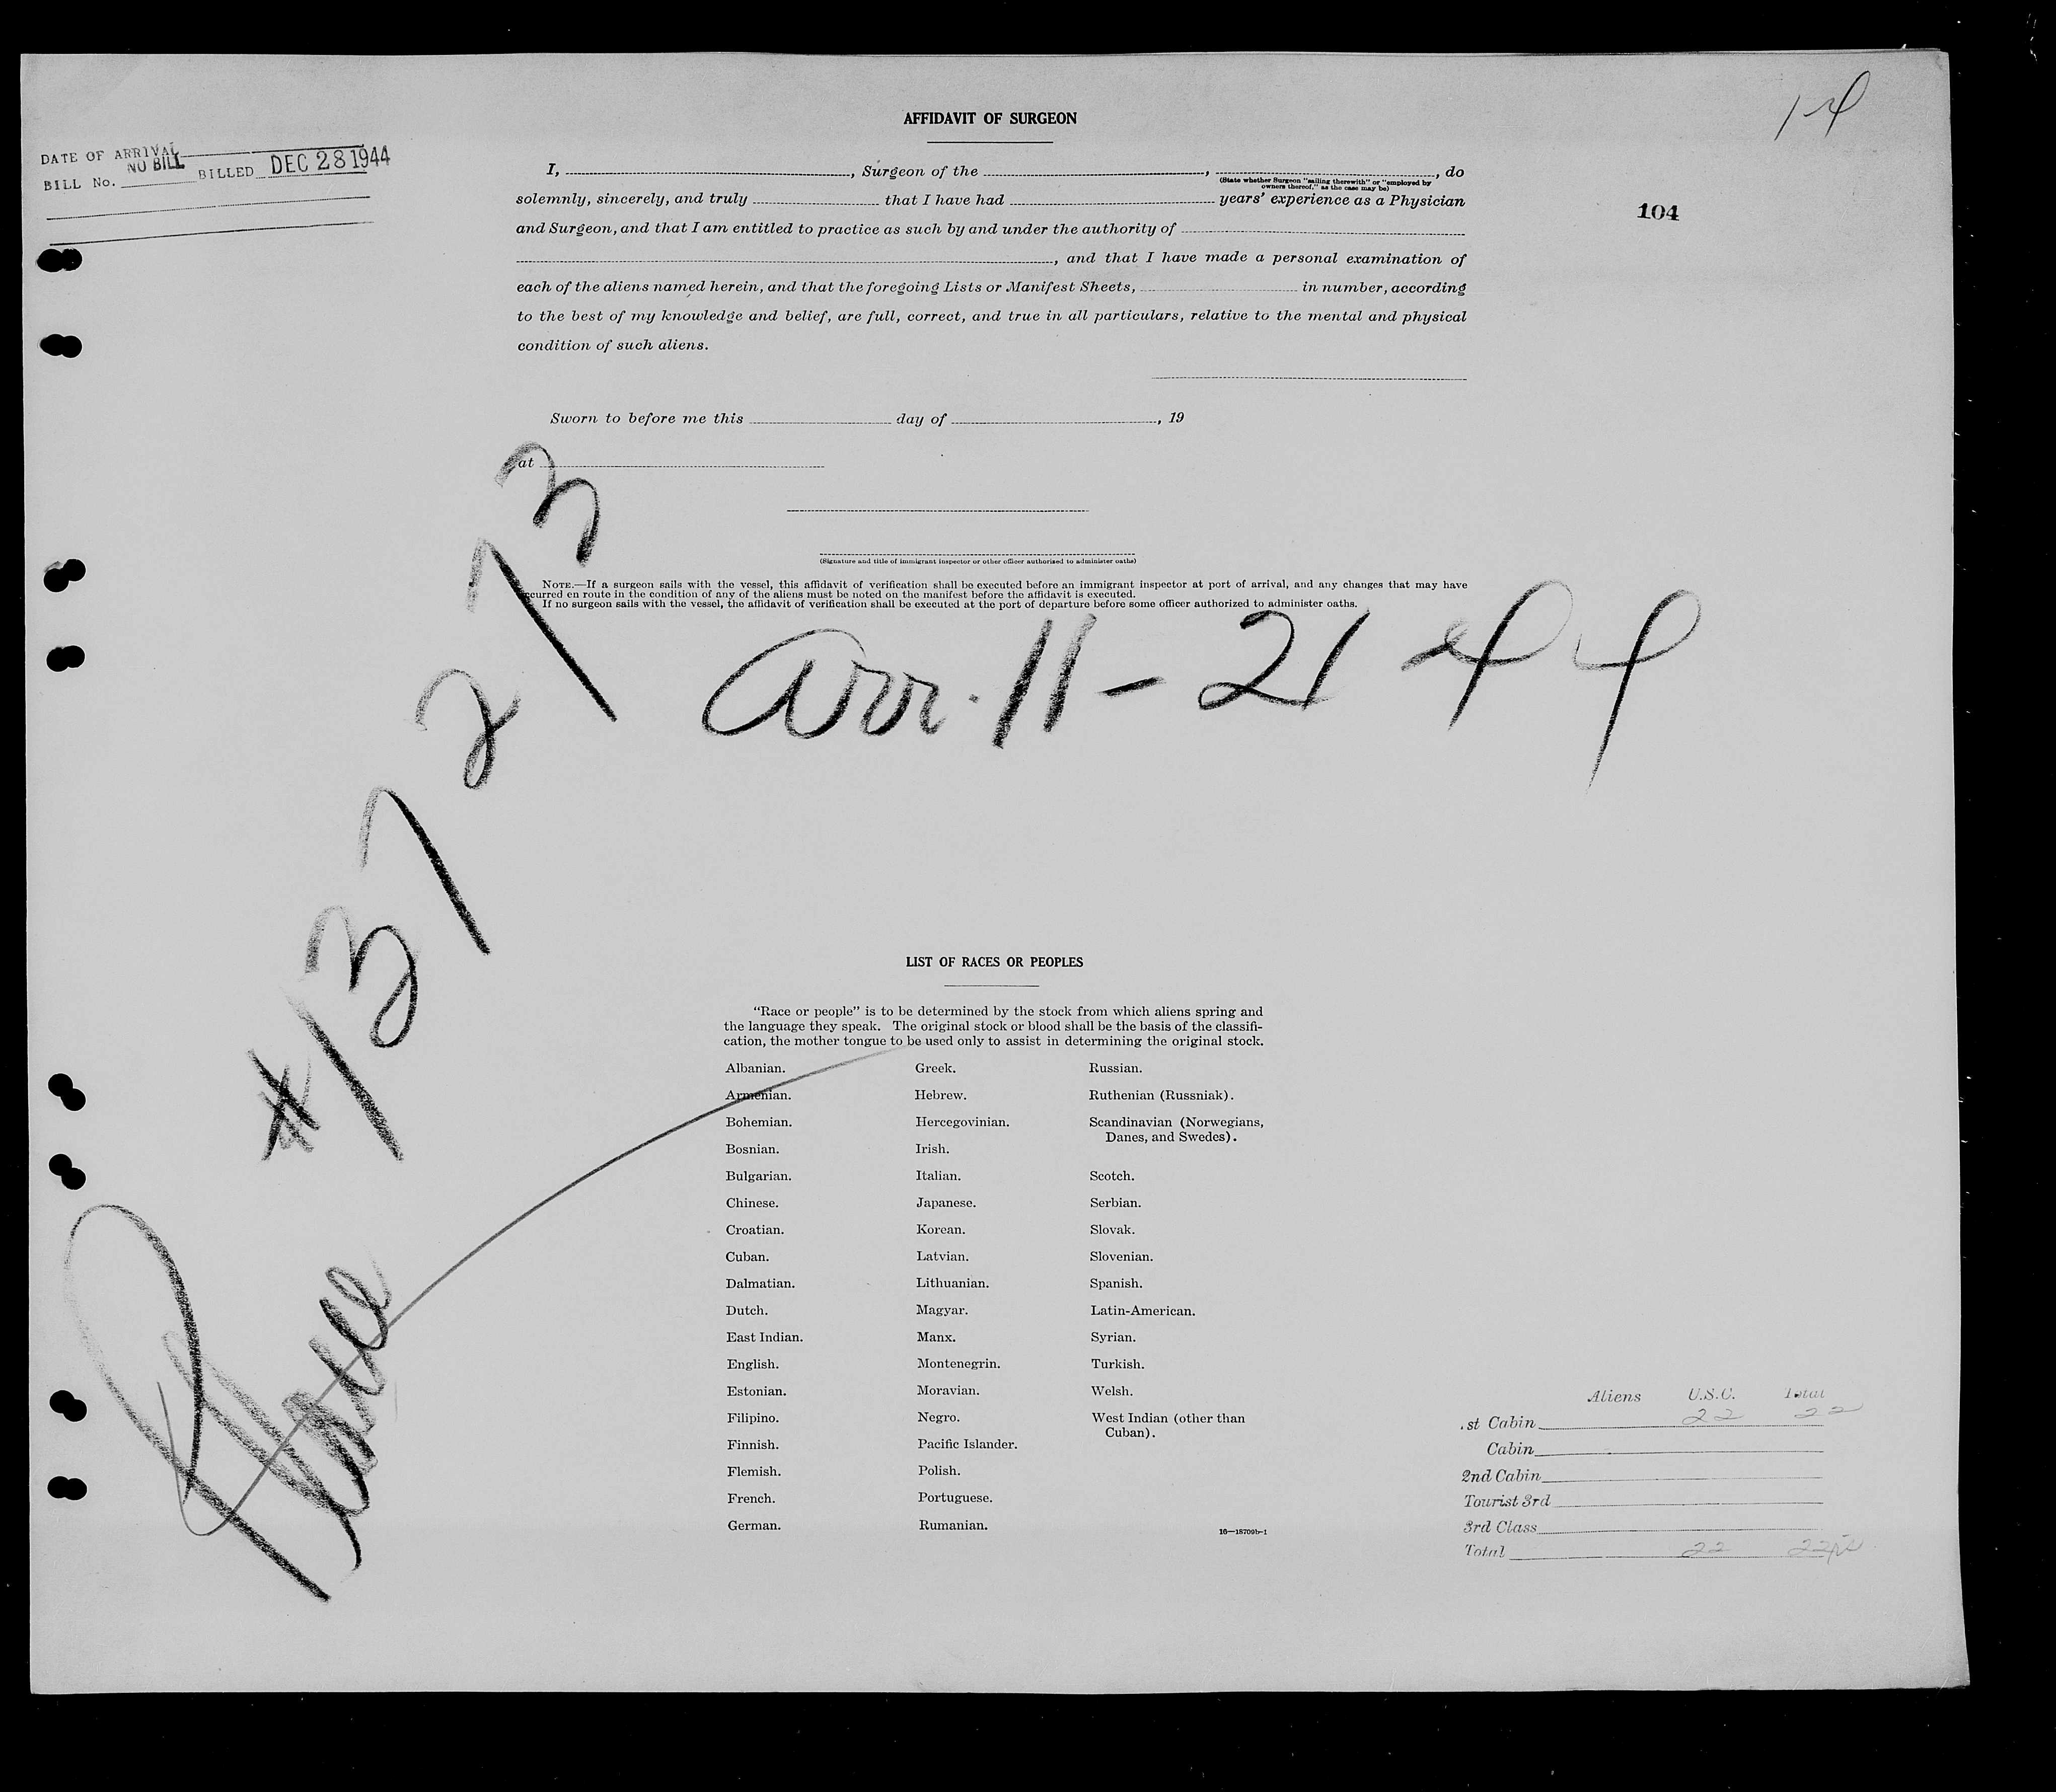 14
AFFIDAVIT OF SURGEON
DATE OF ARRIVAL
BILL No. NO BILL BILLED DEC 28 1944
104
I, , Surgeon of the , , do
(State whether Surgeon "sailing therewith" or "employed by
owners thereof," as the case may be)
solemnly, sincerely, and truly that I have had years' experience as a Physician
and Surgeon, and that I am entitled to practice as such by and under the authority of
, and that I have made a personal examination of
each of the aliens named herein, and that the foregoing Lists or Manifest Sheets, in number, according
to the best of my knowledge and belief, are full, correct, and true in all particulars, relative to the mental and physical
condition of such aliens.
Sworn to before me this day of , 19
at
(Signature and title of immigrant inspector or other officer authorized to administer oaths)
NOTE.—If a surgeon sails with the vessel, this affidavit of verification shall be executed before an immigrant inspector at port of arrival, and any changes that may have
curred en route in the condition of any of the aliens must be noted on the manifest before the affidavit is executed.
If no surgeon sails with the vessel, the affidavit of verification shall be executed at the port of departure before some officer authorized to administer oaths.
Arr. 11 - 21 44
#1372173
LIST OF RACES OR PEOPLES
"Race or people" is to be determined by the stock from which aliens spring and
the language they speak. The original stock or blood shall be the basis of the classifi-
cation, the mother tongue to be used only to assist in determining the original stock.
Albanian. Greek. Russian.
Armenian. Hebrew. Ruthenian (Russniak).
Bohemian. Hercegovinian. Scandinavian (Norwegians,
Danes, and Swedes).
Bosnian. Irish.
Bulgarian. Italian. Scotch.
Chinese. Japanese. Serbian.
Croatian. Korean. Slovak.
Cuban. Latvian. Slovenian.
Dalmatian. Lithuanian. Spanish.
Dutch. Magyar. Latin-American.
East Indian. Manx. Syrian.
English. Montenegrin. Turkish.
Estonian. Moravian. Welsh.
Filipino. Negro. West Indian (other than
Cuban).
Finnish. Pacific Islander.
Flemish. Polish.
French. Portuguese.
German. Rumanian.
16—18709b-1
Aliens U.S.C. Total
.st Cabin 22 22
Cabin
2nd Cabin
Tourist 3rd
3rd Class
Total 22 22